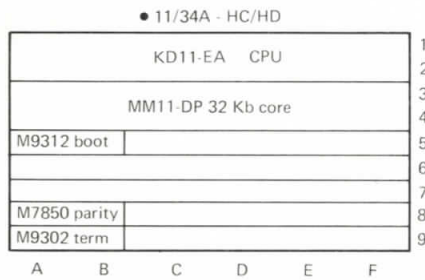 ● 11/34A - HC/HD
KD11-EA CPU
1
2
MM11-DP 32 Kb core
3
4
M9312 boot
5
6
7
M7850 parity
8
M9302 term
9
A B C D E F